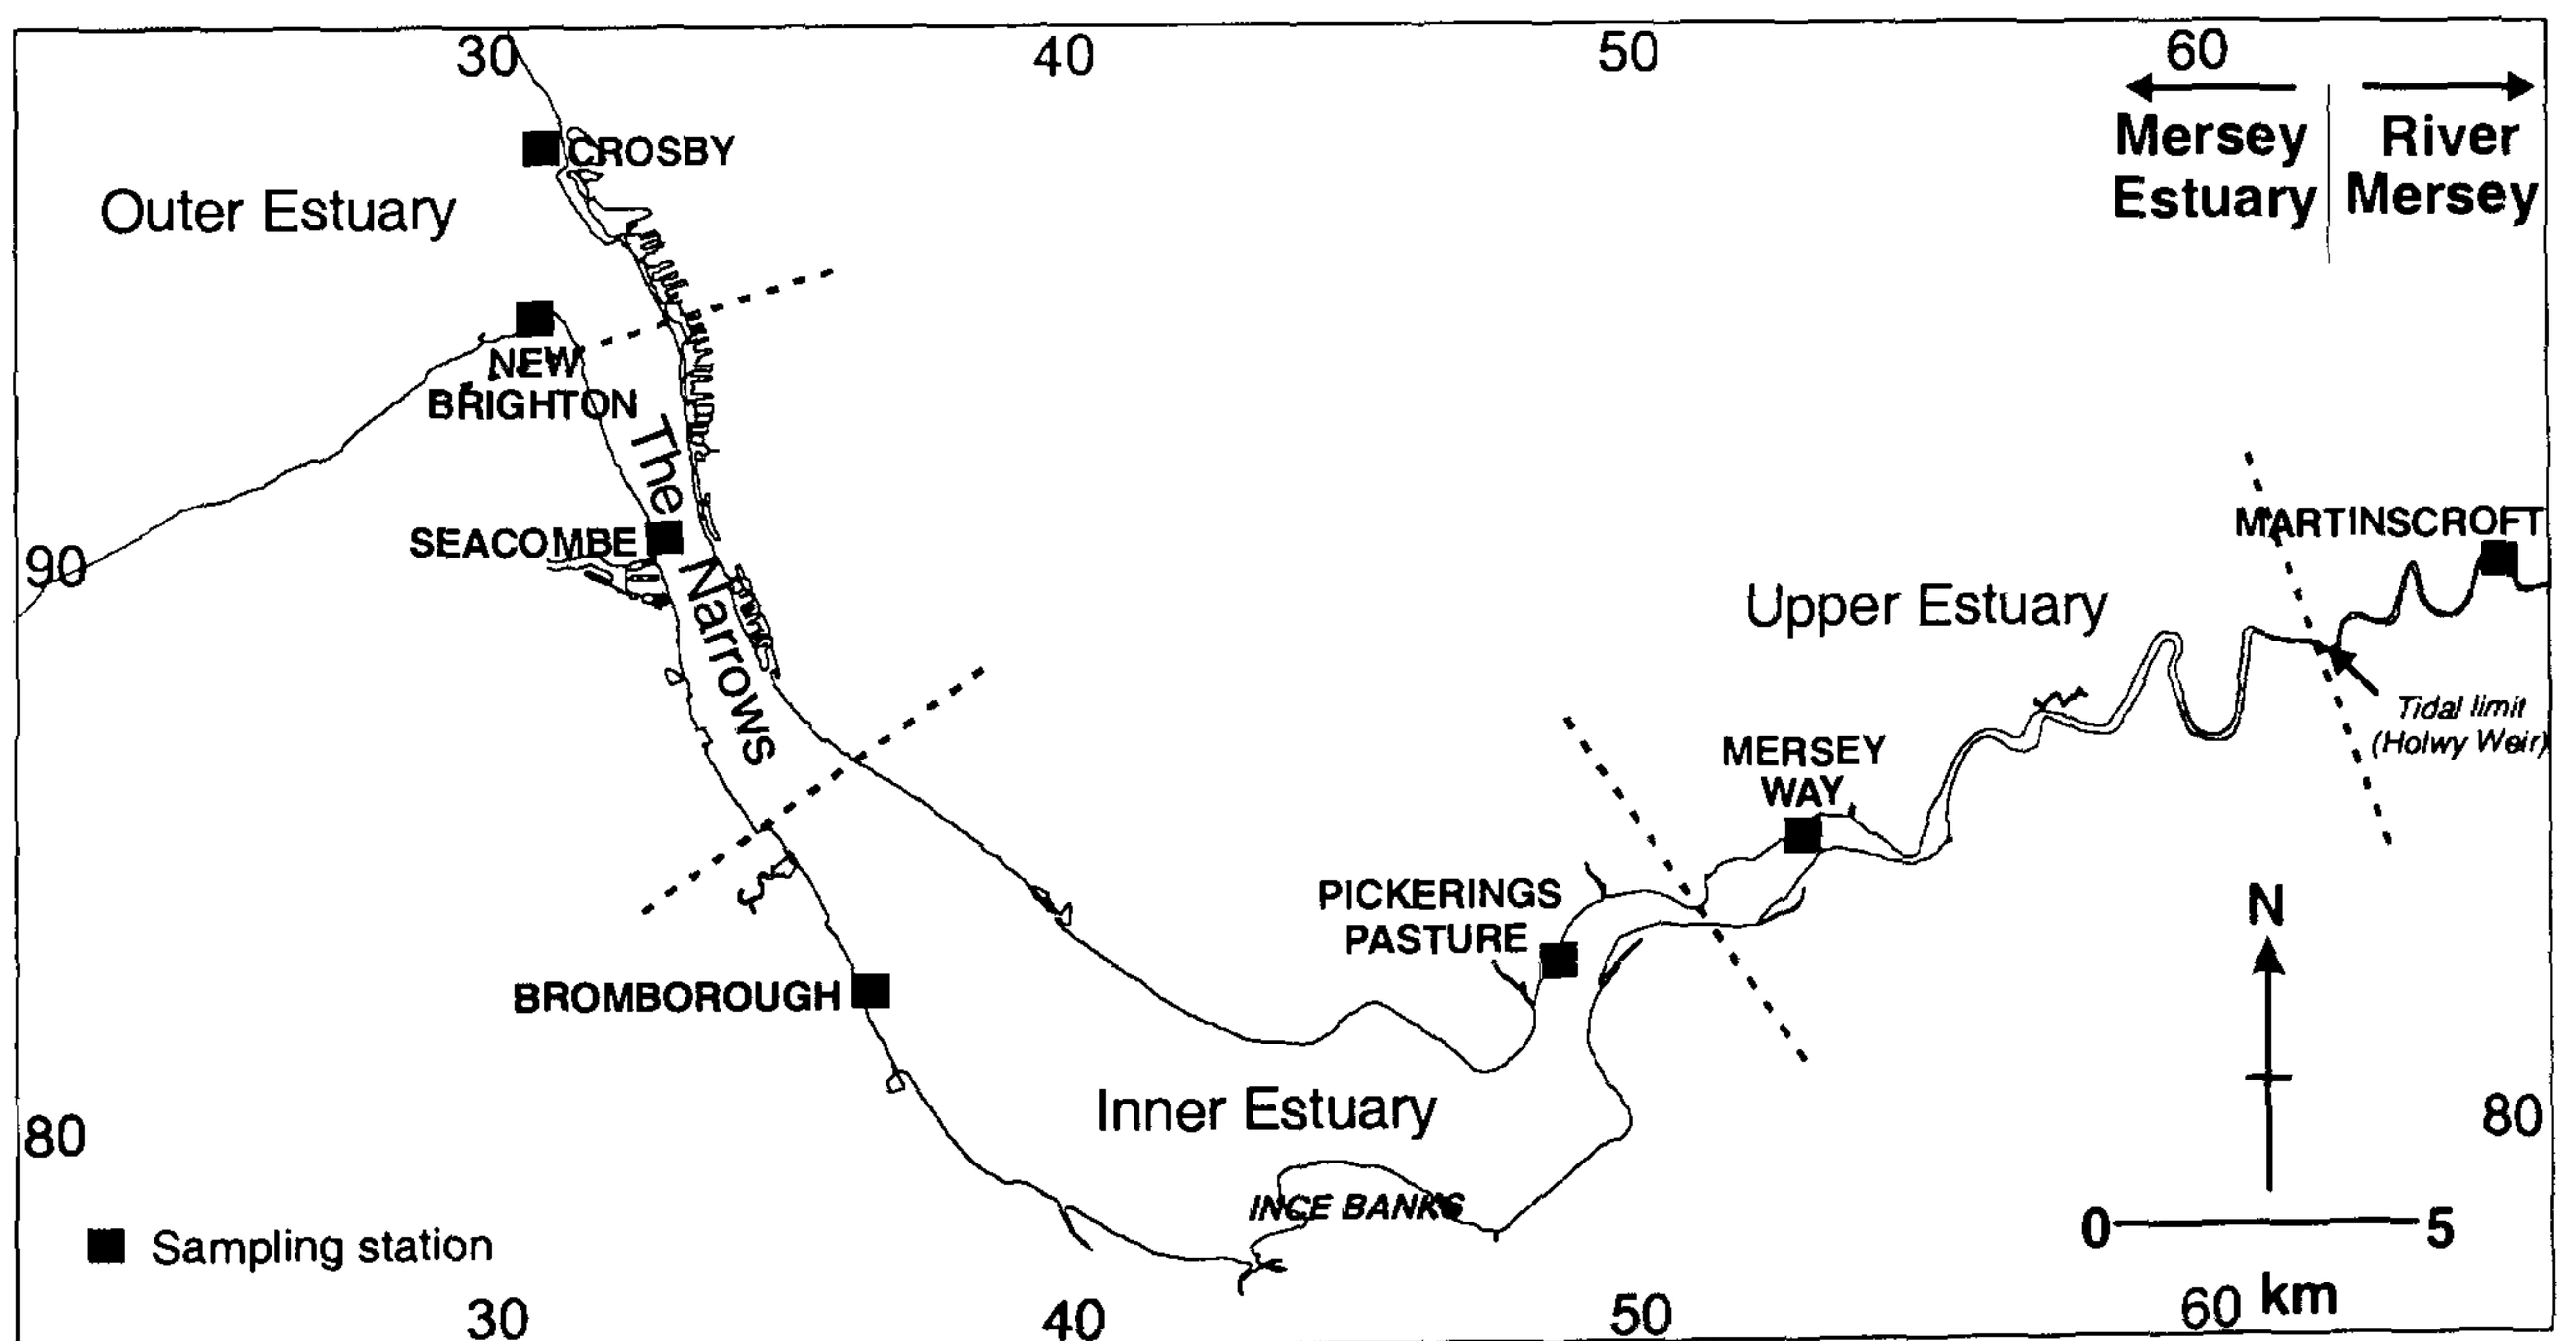 30 40 50 60
Mersey
Estuary
River
Mersey
CROSBY
Outer Estuary
NEW
BRIGHTON
The Narrows
SEACOMBE
90
MARTINSCROFT
Upper Estuary
Tidal limit
(Holwy Weir)
MERSEY
WAY
PICKERINGS
PASTURE
N
BROMBOROUGH
Inner Estuary
80
80
INCE BANKS
0 5
km
Sampling station
30 40 50 60